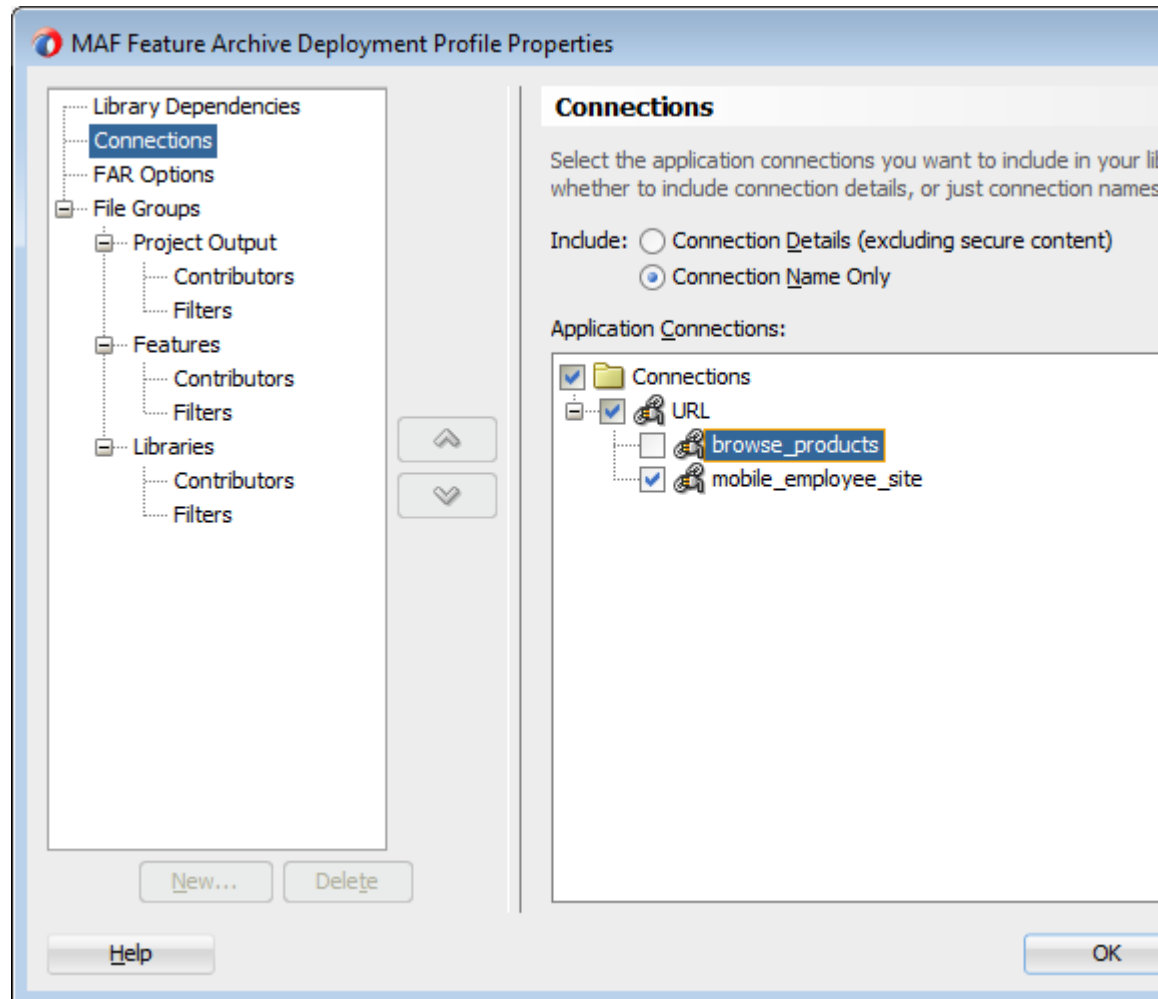 MAF Feature Archive Deployment Profile Properties
Library Dependencies
Connections
FAR Options
File Groups
Project Output
Contributors
Filters
Features
Contributors
Filters
Libraries
Contributors
Filters
New...
Delete
Connections
Select the application connections you want to include in your
whether to include connection details, or just connection names
Include:
Connection Details (excluding secure content)
Connection Name Only
Application Connections:
Connections
URL
browse_products
mobile_employee_site
Help
OK